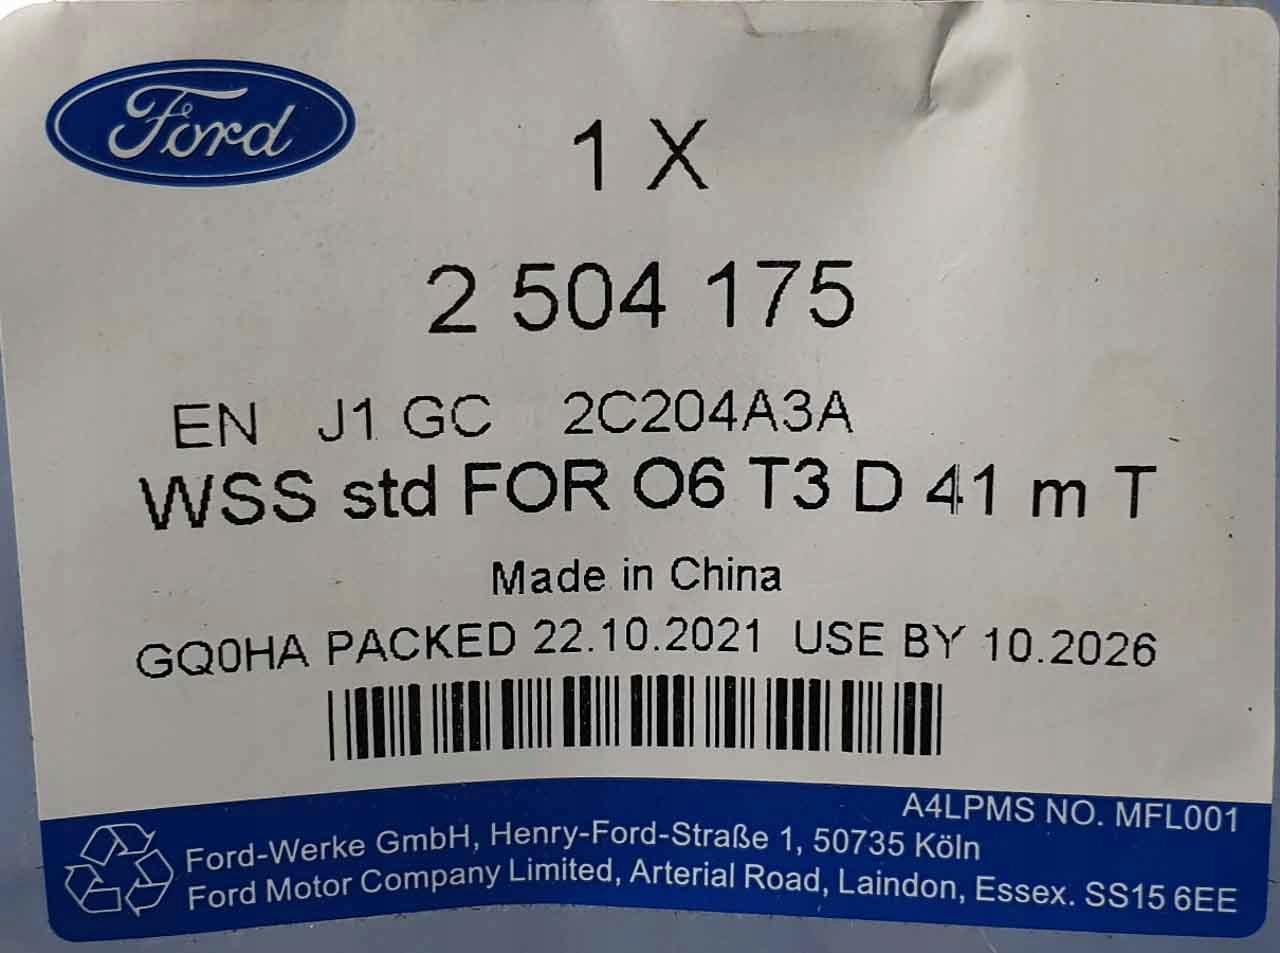 Ford
1 X
2 504 175
EN J1 GC 2C204A3A
WSS std FOR O6 T3 D 41 m T
Made in China
GQ0HA PACKED 22.10.2021 USE BY 10.2026
A4LPMS NO. MFL001
Ford-Werke GmbH, Henry-Ford-Straße 1, 50735 Köln
Ford Motor Company Limited, Arterial Road, Laindon, Essex. SS15 6EE